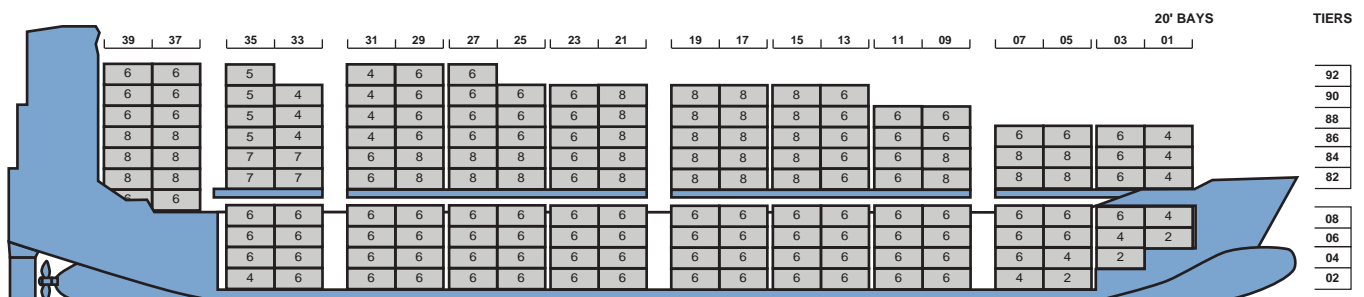 20' BAYS TIERS
39 37 35 33 31 29 27 25 23 21 19 17 15 13 11 09 07 05 03 01
6 6 5 4 6 6 92
6 6 5 4 4 6 6 6 6 8 8 8 8 6 90
6 6 5 4 4 6 6 6 6 8 8 8 8 6 6 6 88
8 8 5 4 4 6 6 6 6 8 8 8 8 6 6 6 6 6 6 4 86
8 8 7 7 6 8 8 8 6 8 8 8 8 6 6 8 8 8 6 4 84
8 8 7 7 6 8 8 8 6 8 8 8 8 6 6 8 8 8 6 4 82
6 6
6 6 6 6 6 6 6 6 6 6 6 6 6 6 6 6 6 4 08
6 6 6 6 6 6 6 6 6 6 6 6 6 6 6 6 4 2 06
6 6 6 6 6 6 6 6 6 6 6 6 6 6 6 4 2 04
4 6 6 6 6 6 6 6 6 6 6 6 6 6 4 2 02